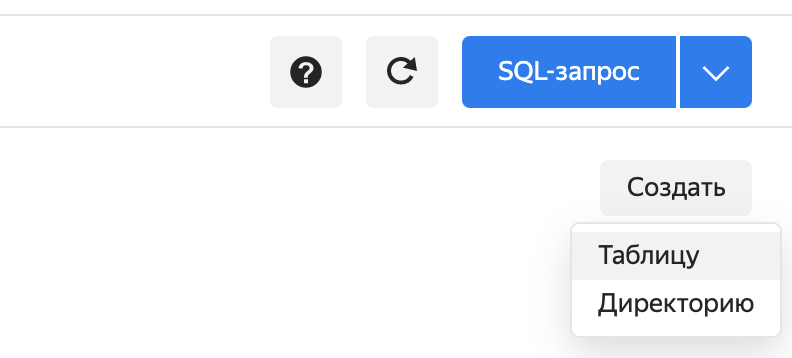 SQL-запрос
Создать
Таблицу
Директорию